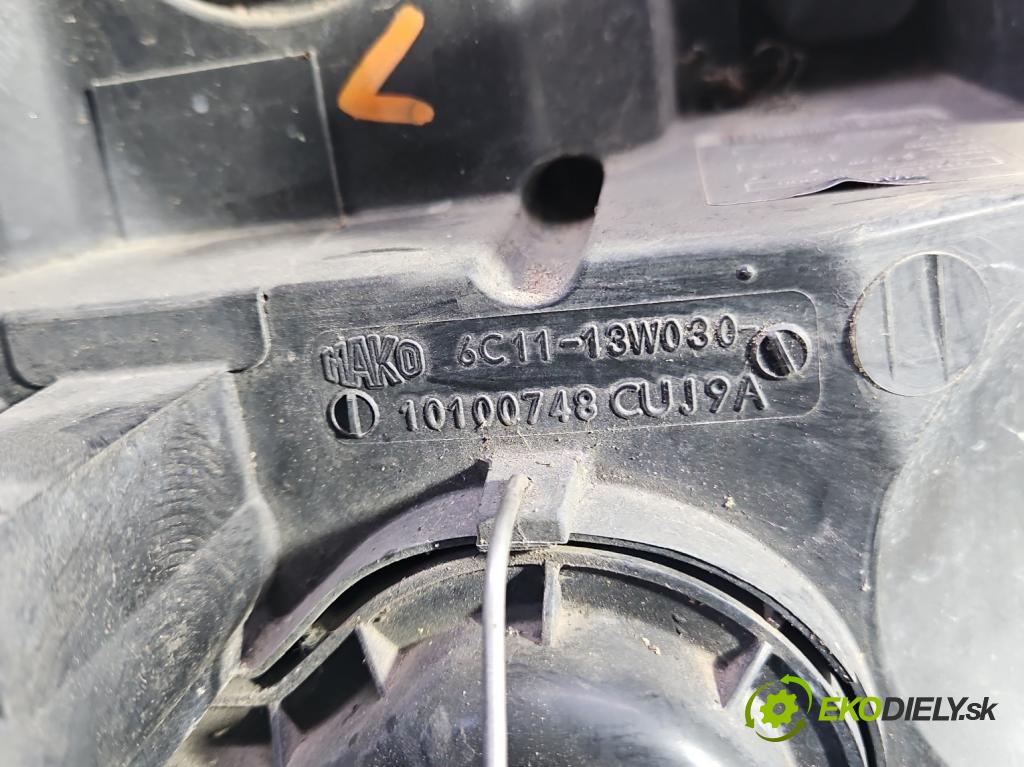 MAKO 6C11-13W030-
10100748 CUJ9A
EKODIELY.sk